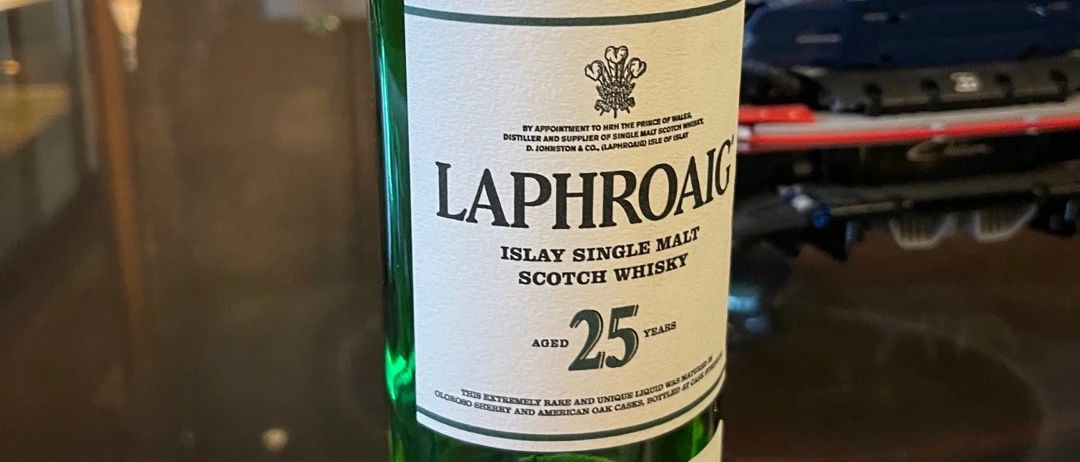 BY APPOINTMENT TO HRH THE PRINCE OF WALES,
DISTILLER AND SUPPLIER OF SINGLE MALT SCOTCH WHISKY,
D. JOHNSTON & CO., (LAPHROAIG) ISLE OF ISLAY
LAPHROAIG
ISLAY SINGLE MALT
SCOTCH WHISKY
AGED 25 YEARS
THIS EXTREMELY RARE AND UNIQUE LIQUID WAS MATURED IN
OLOROSO SHERRY AND AMERICAN OAK CASKS, BOTTLED AT CASK STRENGTH